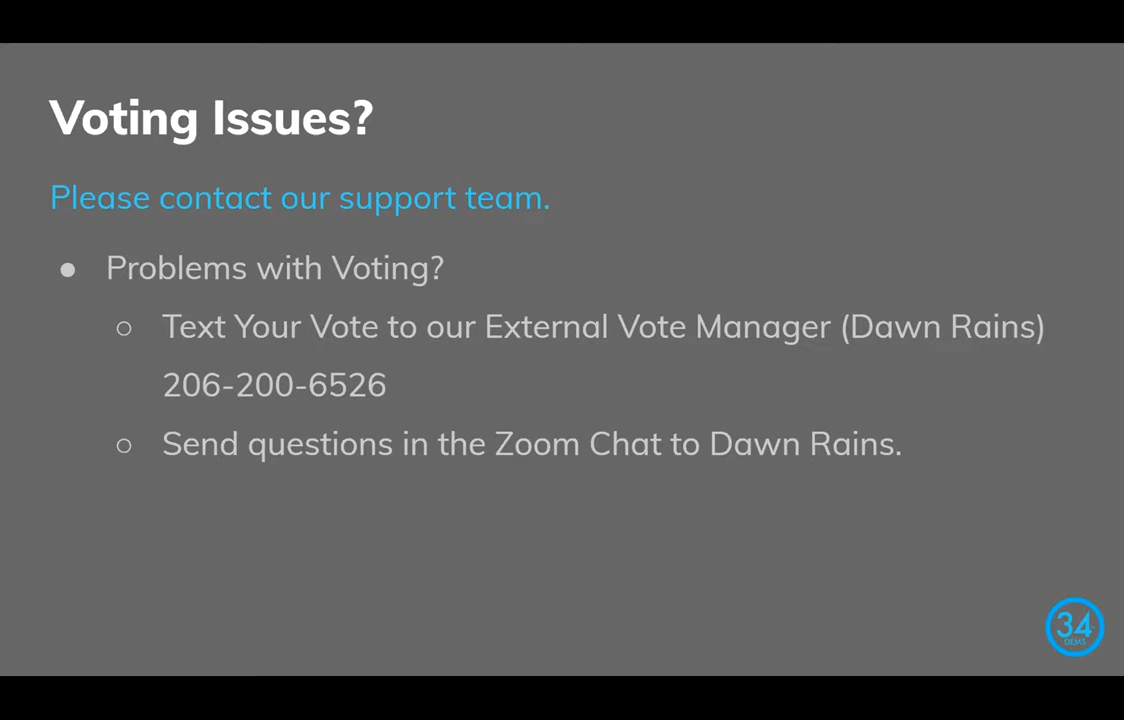 Voting Issues?
Please contact our support team.
● Problems with Voting?
○ Text Your Vote to our External Vote Manager (Dawn Rains)
206-200-6526
○ Send questions in the Zoom Chat to Dawn Rains.
34
DEMS